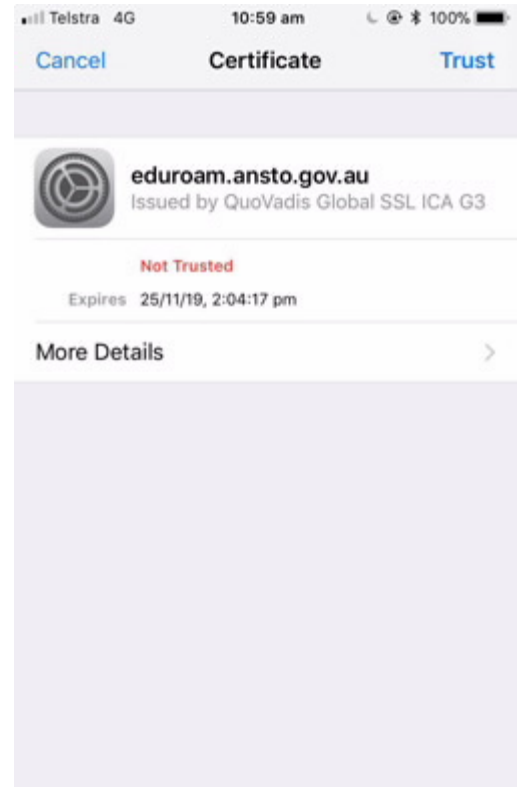 Telstra 4G 10:59 am 100%
Cancel Certificate Trust
eduroam.ansto.gov.au
Issued by QuoVadis Global SSL ICA G3
Not Trusted
Expires 25/11/19, 2:04:17 pm
More Details